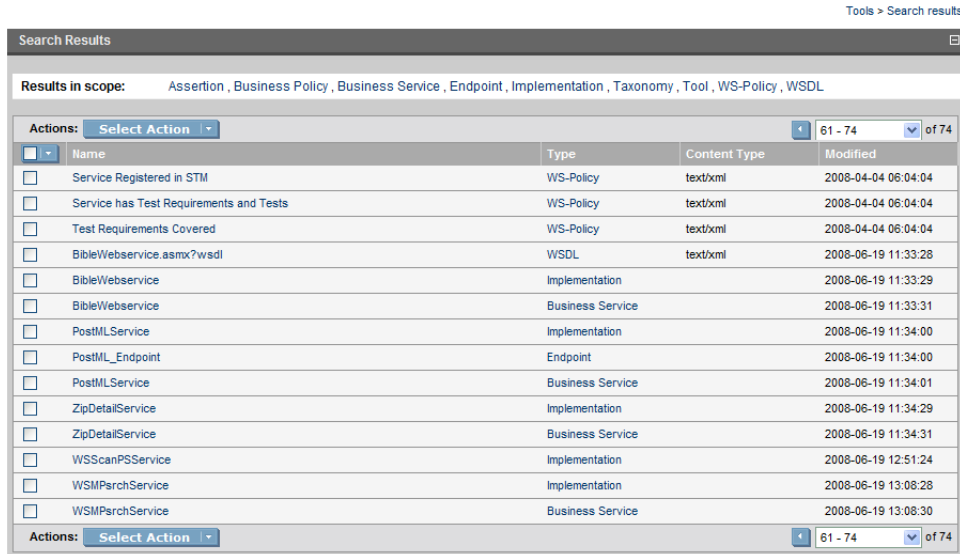 Tools > Search results
Search Results
Results in scope: Assertion , Business Policy , Business Service , Endpoint , Implementation , Taxonomy , Tool , WS-Policy , WSDL
Actions: Select Action 61 - 74 of 74
Name Type Content Type Modified
Service Registered in STM WS-Policy text/xml 2008-04-04 06:04:04
Service has Test Requirements and Tests WS-Policy text/xml 2008-04-04 06:04:04
Test Requirements Covered WS-Policy text/xml 2008-04-04 06:04:04
BibleWebservice.asmx?wsdl WSDL text/xml 2008-06-19 11:33:28
BibleWebservice Implementation 2008-06-19 11:33:29
BibleWebservice Business Service 2008-06-19 11:33:31
PostMLService Implementation 2008-06-19 11:34:00
PostML_Endpoint Endpoint 2008-06-19 11:34:00
PostMLService Business Service 2008-06-19 11:34:01
ZipDetailService Implementation 2008-06-19 11:34:29
ZipDetailService Business Service 2008-06-19 11:34:31
WSScanPSService Implementation 2008-06-19 12:51:24
WSMPsrchService Implementation 2008-06-19 13:08:28
WSMPsrchService Business Service 2008-06-19 13:08:30
Actions: Select Action 61 - 74 of 74